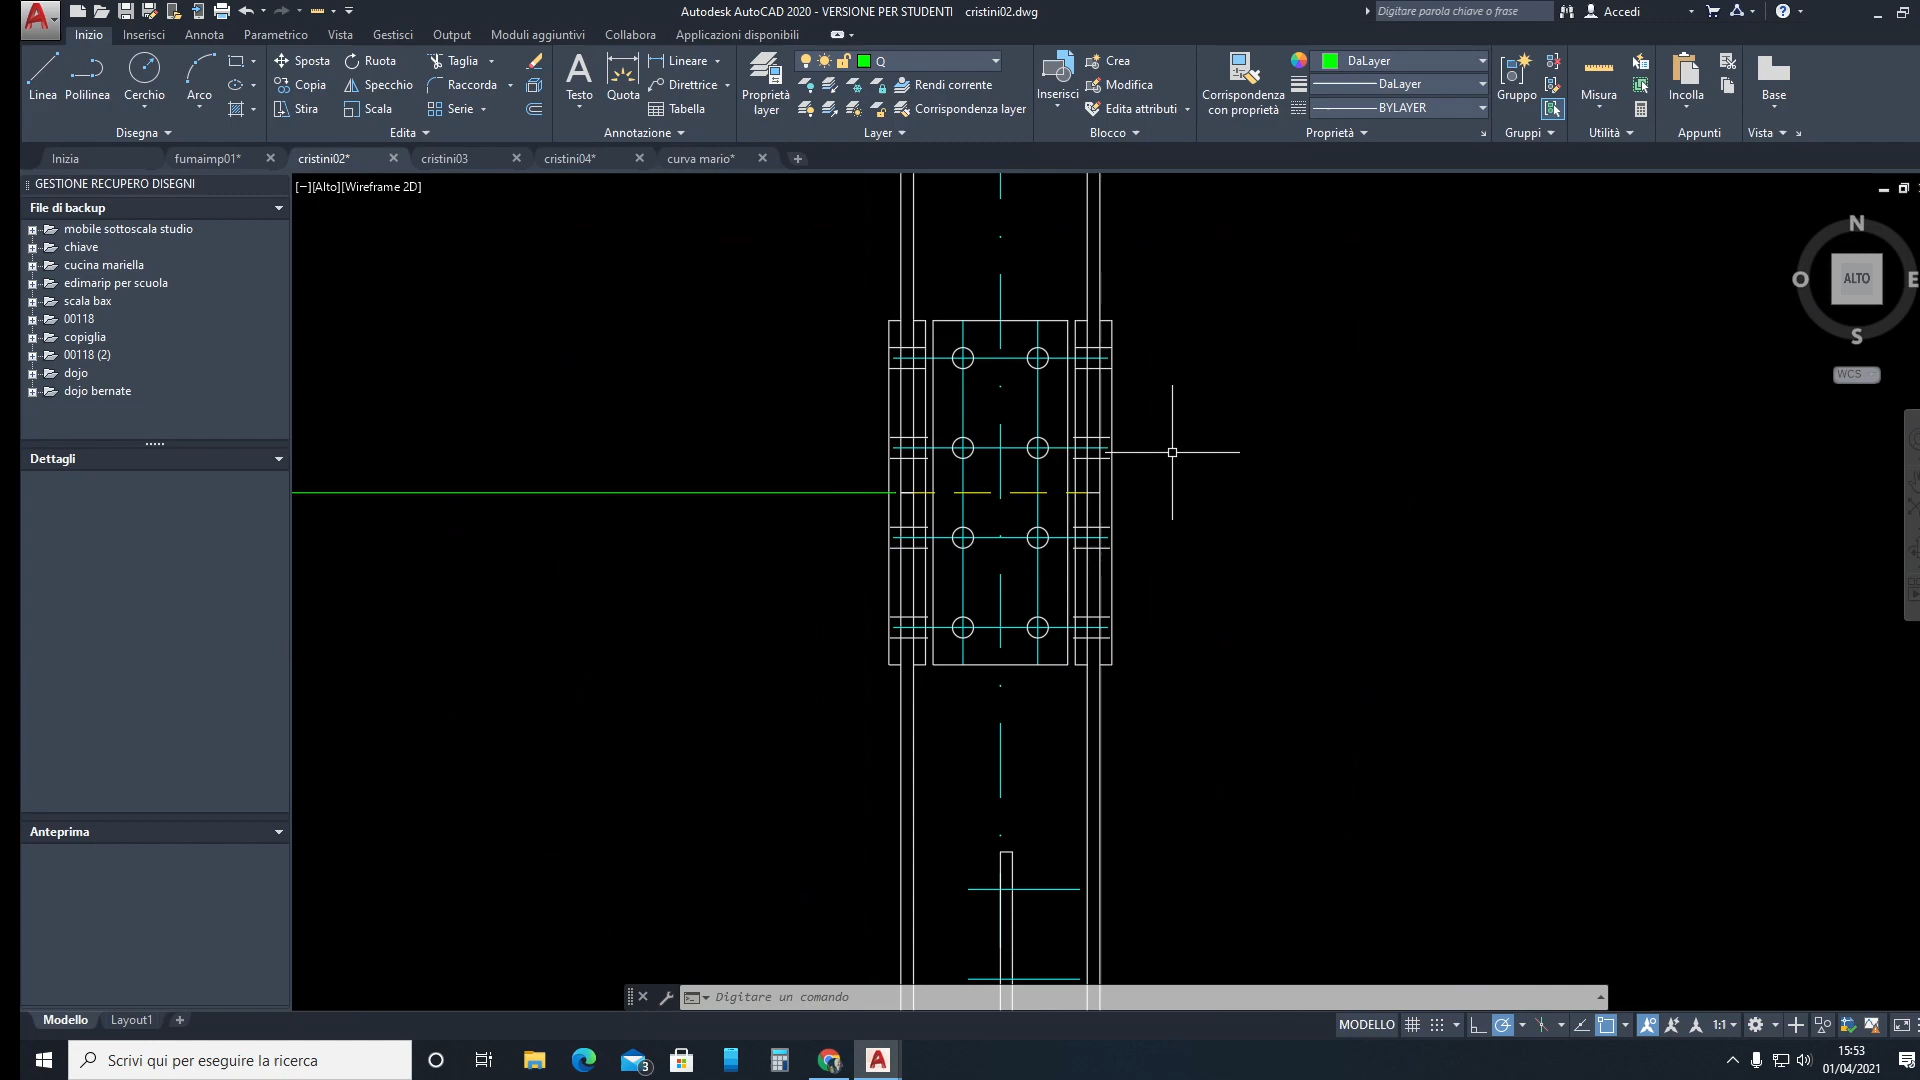 Autodesk AutoCAD 2020 - VERSIONE PER STUDENTI cristini02.dwg
Digitare parola chiave o frase
Accedi
Inizio Inserisci Annota Parametrico Vista Gestisci Output Moduli aggiuntivi Collabora Applicazioni disponibili
Linea Polilinea Cerchio Arco
Sposta Ruota Taglia
Copia Specchio Raccorda
Stira Scala Serie
Testo Quota
Lineare
Direttrice
Tabella
Proprietà layer
Q
Rendi corrente
Corrispondenza layer
Inserisci
Crea
Modifica
Edita attributi
Corrispondenza con proprietà
DaLayer
DaLayer
BYLAYER
Gruppo
Misura
Incolla
Base
Disegna Edita Annotazione Layer Blocco Proprietà Gruppi Utilità Appunti Vista
Inizia fumaimp01* cristini02* cristini03 cristini04* curva mario*
GESTIONE RECUPERO DISEGNI
[−][Alto][Wireframe 2D]
File di backup
mobile sottoscala studio
chiave
cucina mariella
edimarip per scuola
scala bax
00118
copiglia
00118 (2)
dojo
dojo bernate
Dettagli
Anteprima
N
O ALTO E
S
WCS
Digitare un comando
Modello Layout1
MODELLO 1:1
Scrivi qui per eseguire la ricerca
3
15:53
01/04/2021